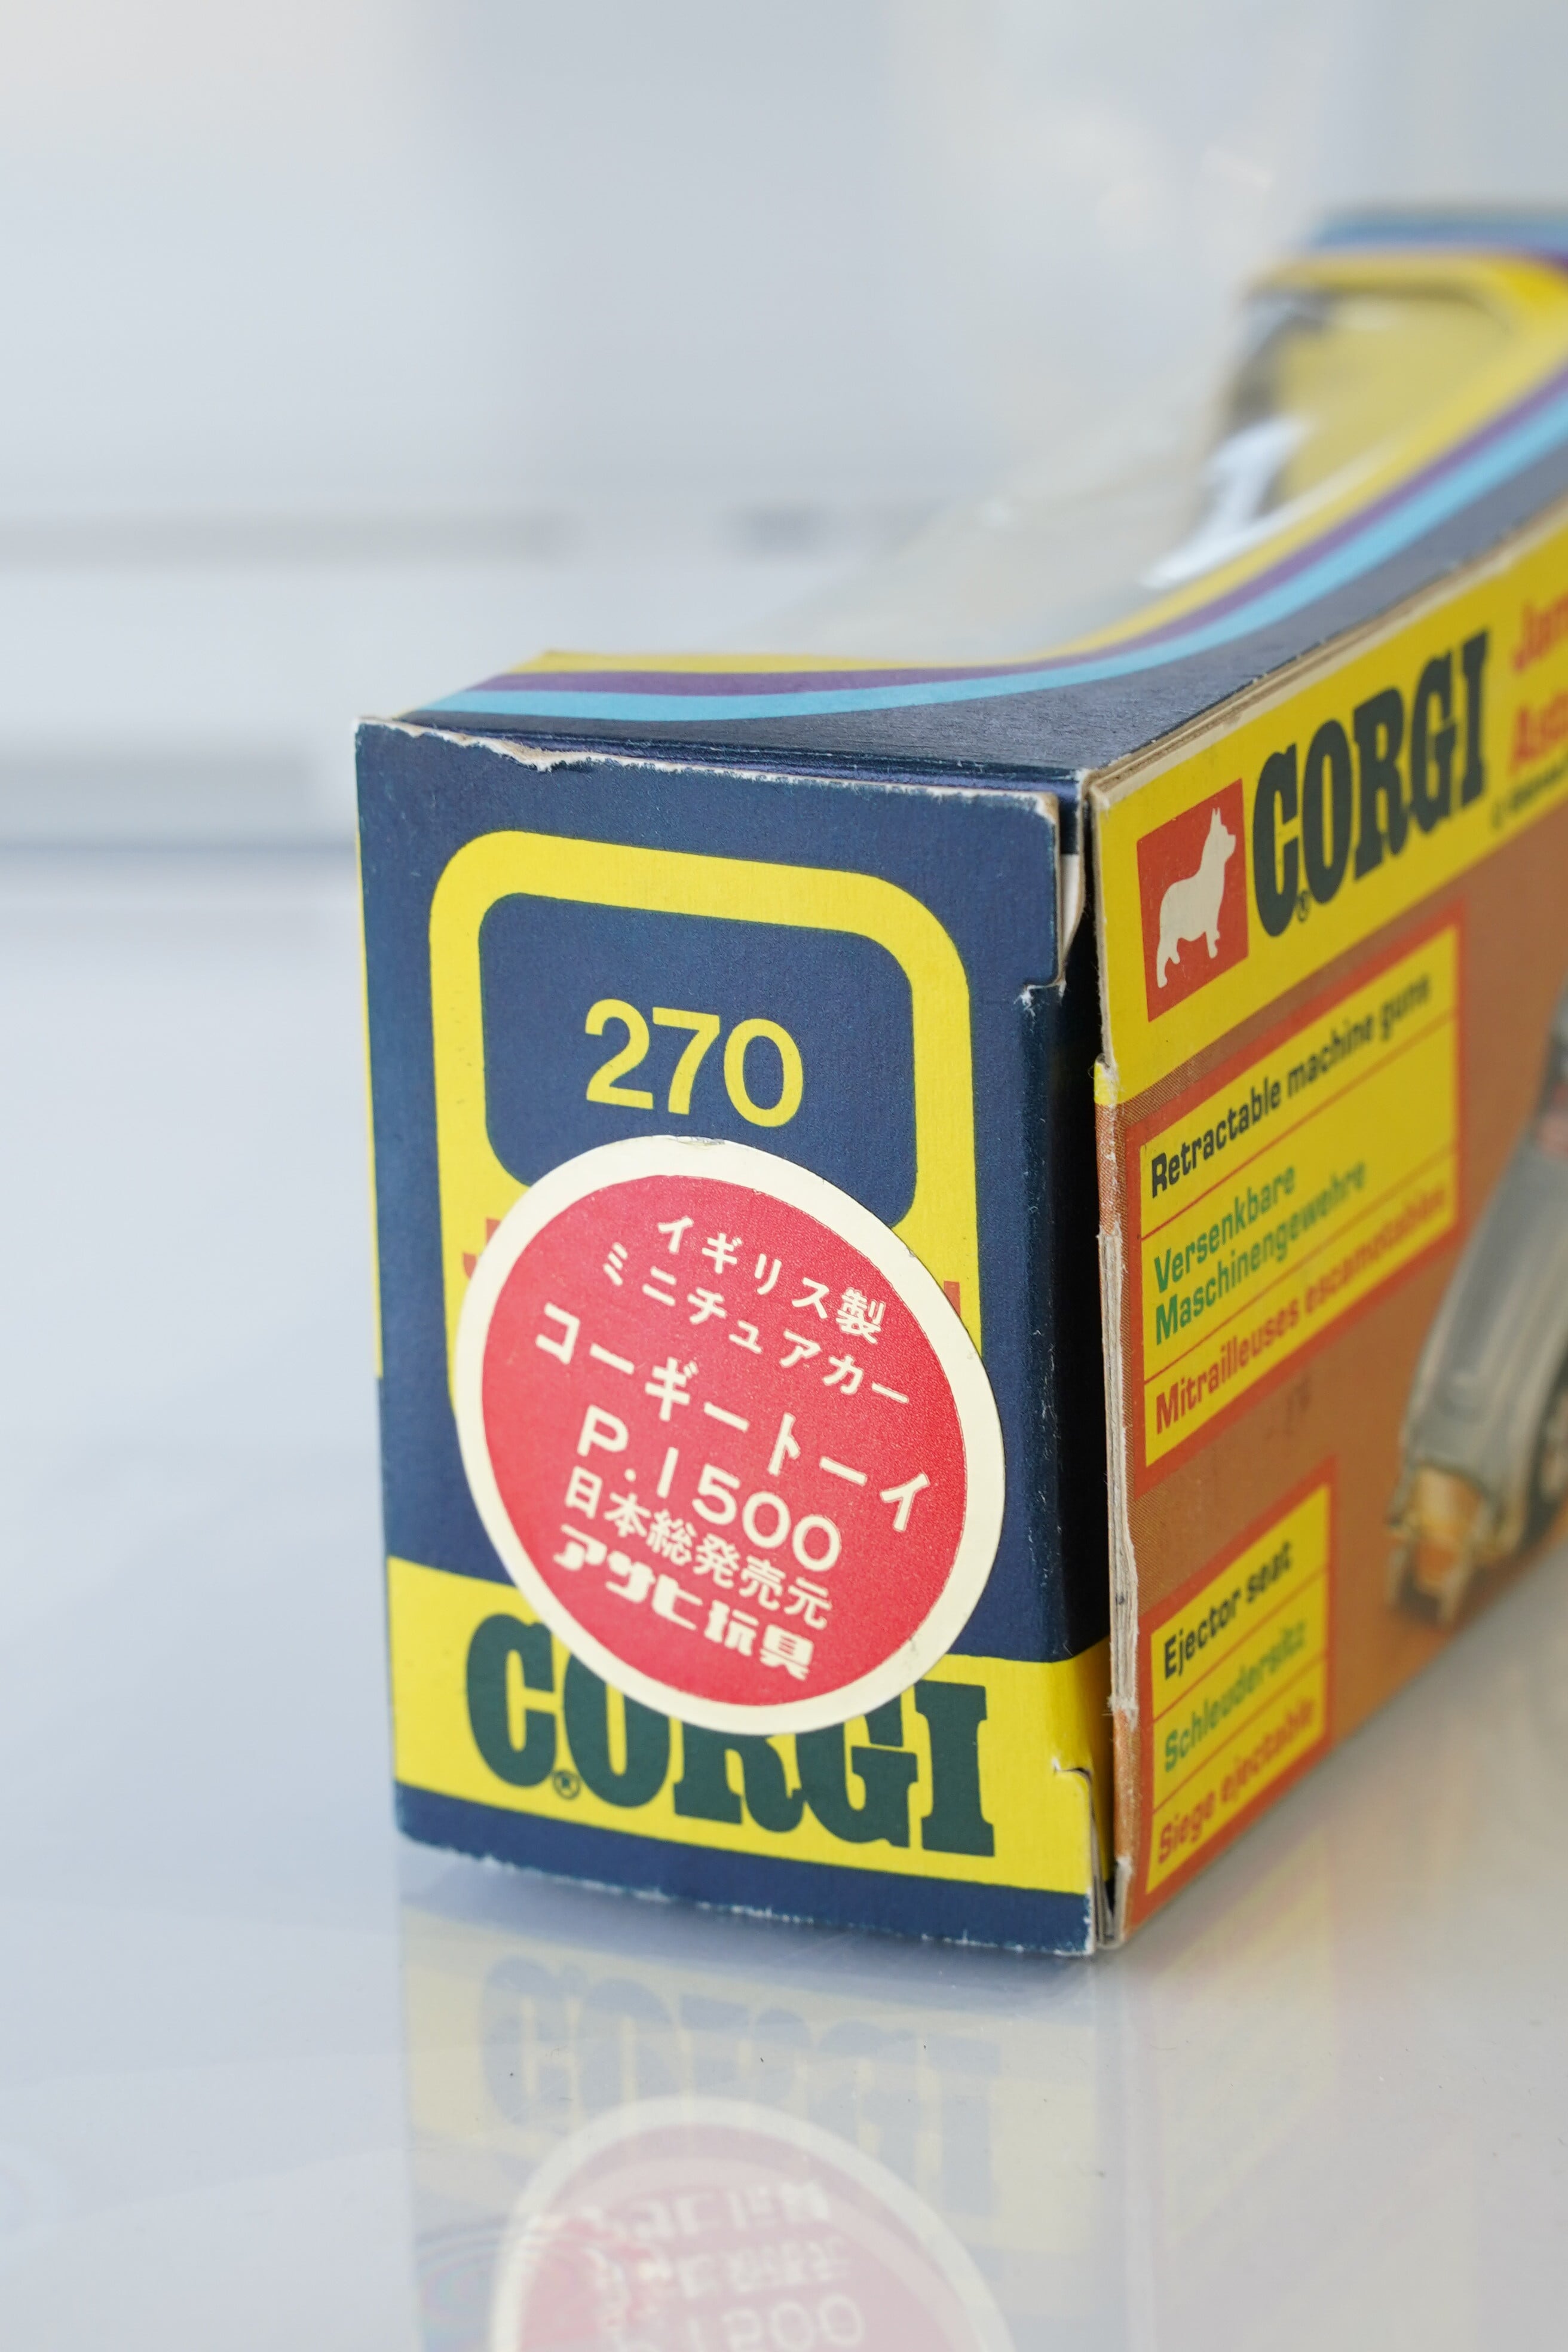 270
イギリス製
ミニチュアカー
コーギートーイ
P.1500
日本総発売元
アサヒ玩具
CORGI
®
CORGI
®
Retractable machine guns
Versenkbare
Maschinengewehre
Mitrailleuses escamotables
Ejector seat
Schleudersitz
Siege ejectable